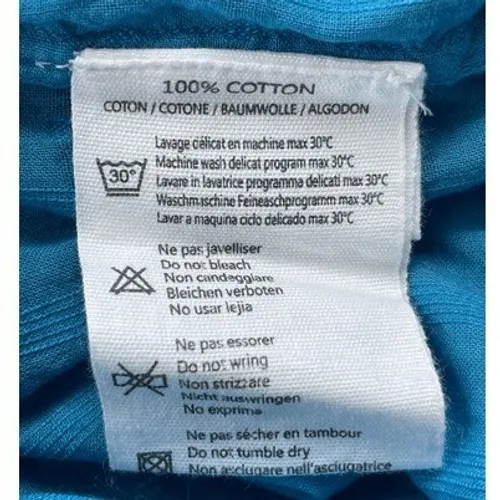 100% COTTON
COTON / COTONE / BAUMWOLLE / ALGODON
Lavage délicat en machine max 30°C
Machine wash delicat program max 30°C
Lavare in lavatrice programma delicati max 30°C
30°
Waschmaschine Feineaschprogramm max 30°C
Lavar a maquina ciclo delicado max 30°C
Ne pas javelliser
Do not bleach
Non candeggiare
Bleichen verboten
No usar lejia
Ne pas essorer
Do not wring
Non strizzare
Nicht auswringen
No exprima
Ne pas sécher en tambour
Do not tumble dry
Non asciugare nell'asciugatrice